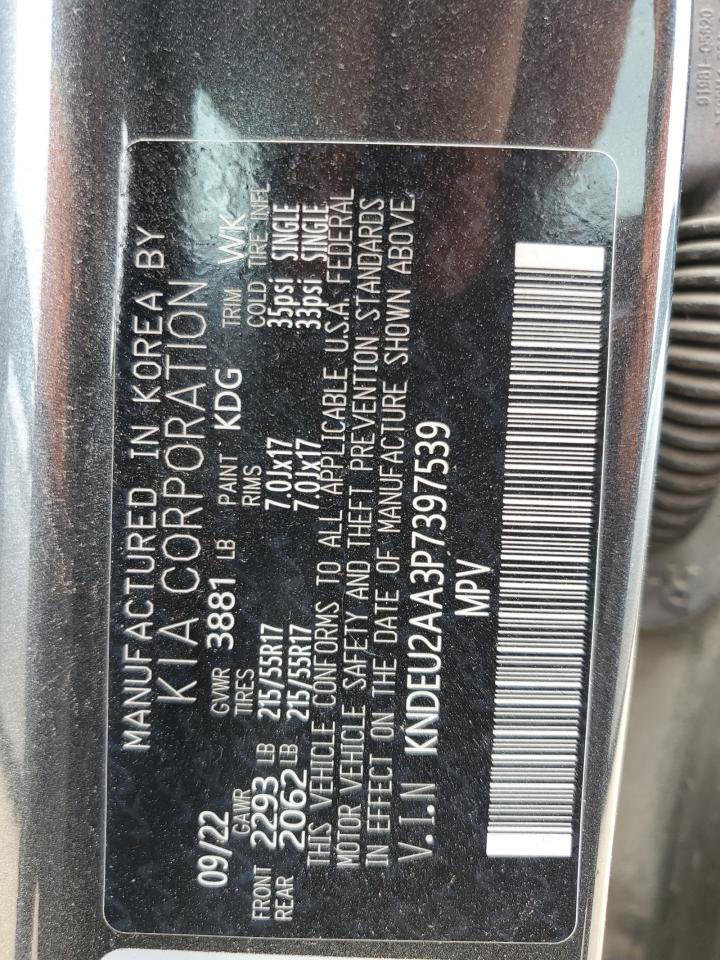 MANUFACTURED IN KOREA BY
KIA CORPORATION
09/22 GVWR 3881 LB PAINT KDG TRIM WK
GAWR TIRES RIMS COLD TIRE INFL
FRONT 2293 LB 215/55R17 7.0Jx17 35psi SINGLE
REAR 2062 LB 215/55R17 7.0Jx17 33psi SINGLE
THIS VEHICLE CONFORMS TO ALL APPLICABLE U.S.A. FEDERAL
MOTOR VEHICLE SAFETY AND THEFT PREVENTION STANDARDS
IN EFFECT ON THE DATE OF MANUFACTURE SHOWN ABOVE.
V.I.N KNDEU2AA3P7397539
MPV